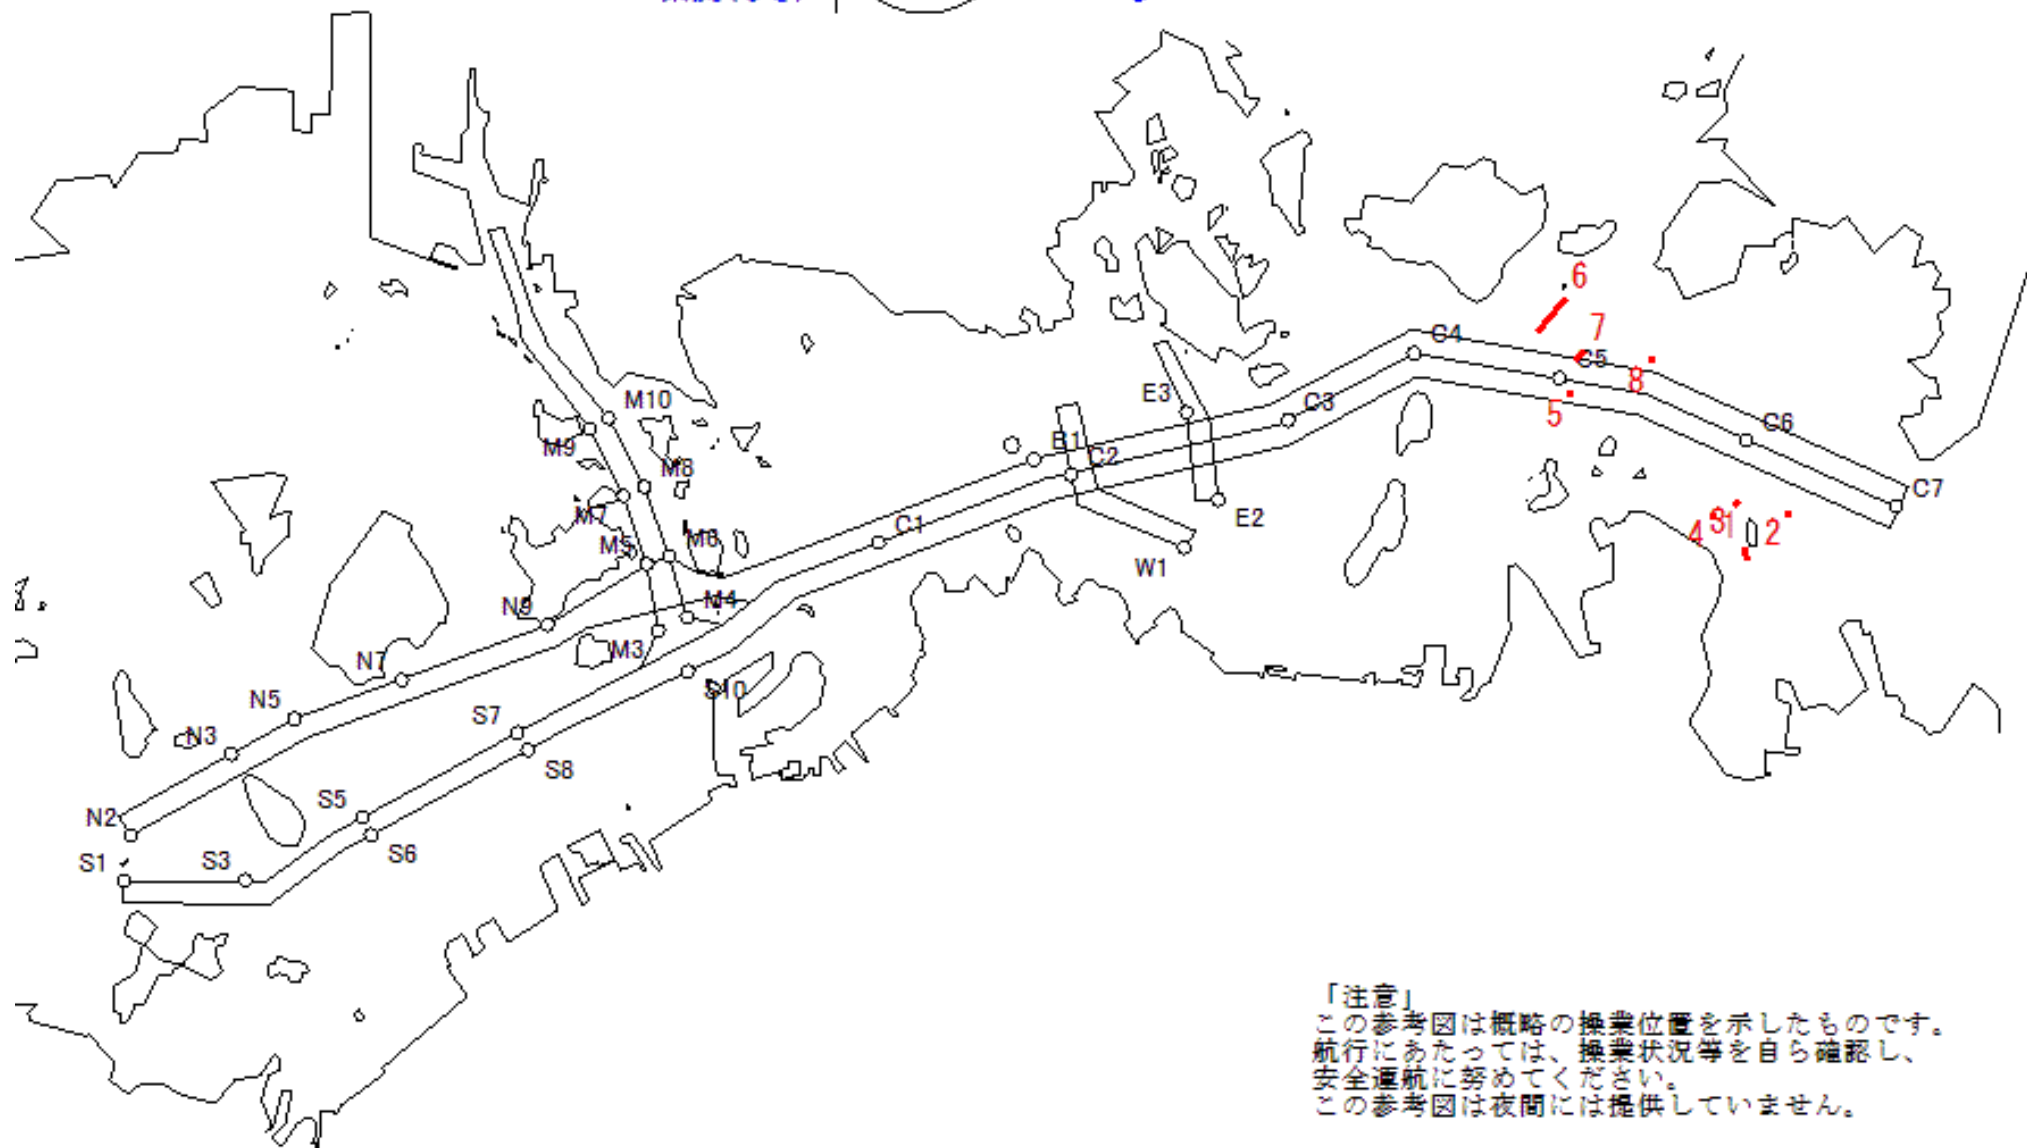 6
7
C4
C5
8
5
M10
E3
C3
C6
M9
B1
M8
C2
C7
M7
E2
4
3
1
2
M5
M6
C1
W1
N9
M4
M3
N7
S10
N5
S7
N3
S8
S5
N2
S6
S1
S3
「注意」
この参考図は概略の操業位置を示したものです。
航行にあたっては、操業状況等を自ら確認し、
安全運航に努めてください。
この参考図は夜間には提供していません。